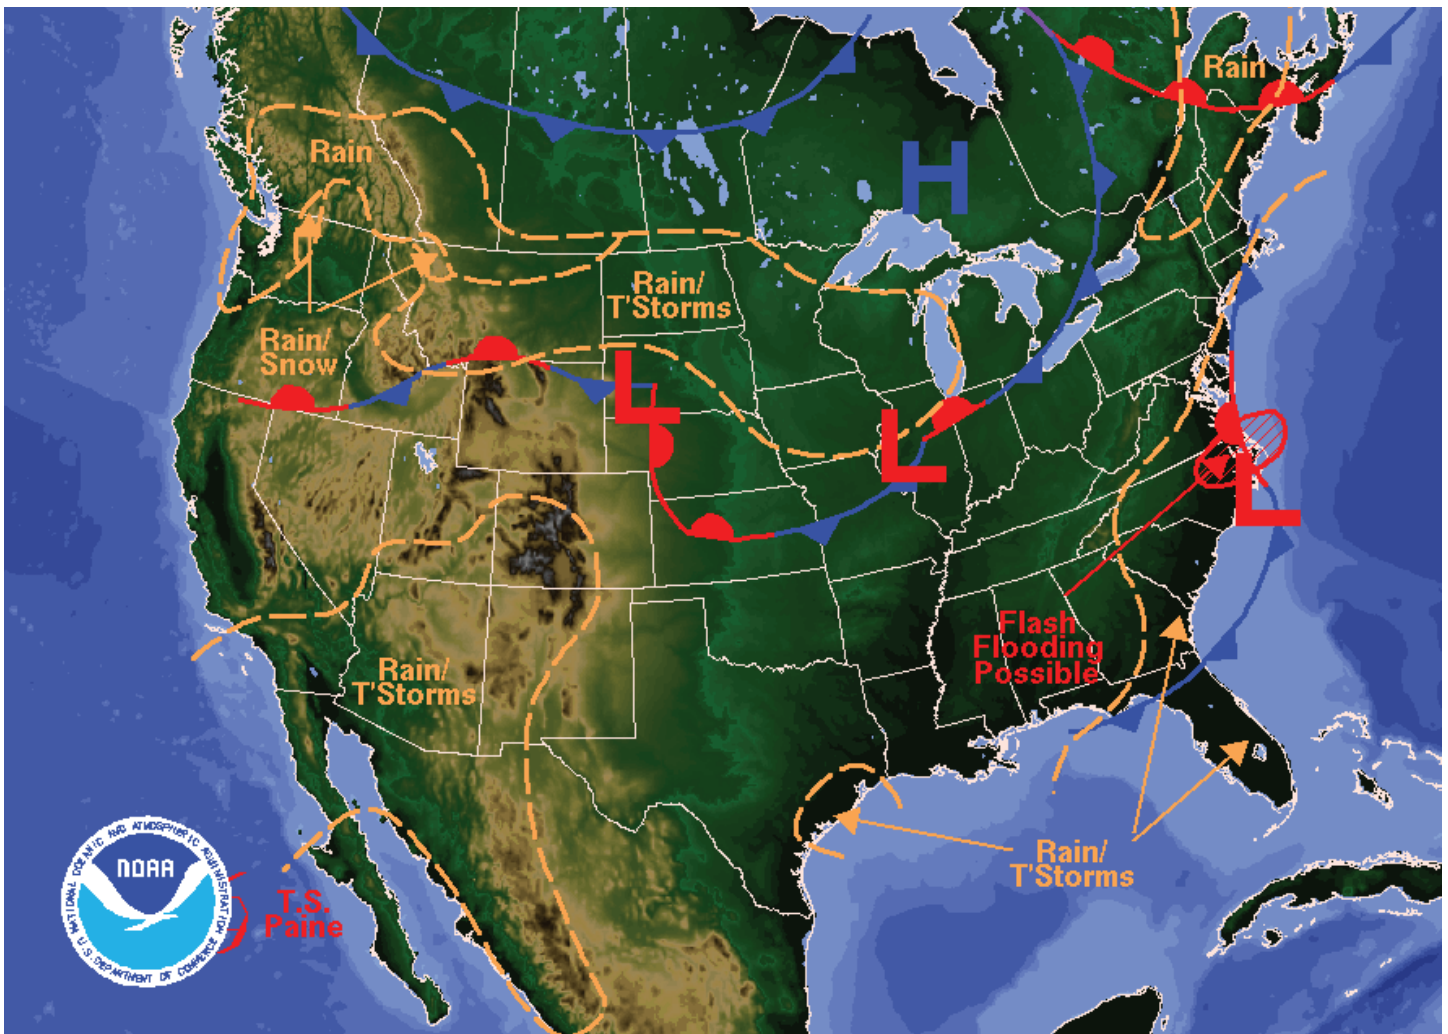 Rain
Rain
H
Rain/
T'Storms
Rain/
Snow
L
L
L
Flash
Flooding
Possible
Rain/
T'Storms
Rain/
T'Storms
T.S.
Paine
NOAA
NATIONAL OCEANIC AND ATMOSPHERIC ADMINISTRATION
U.S. DEPARTMENT OF COMMERCE